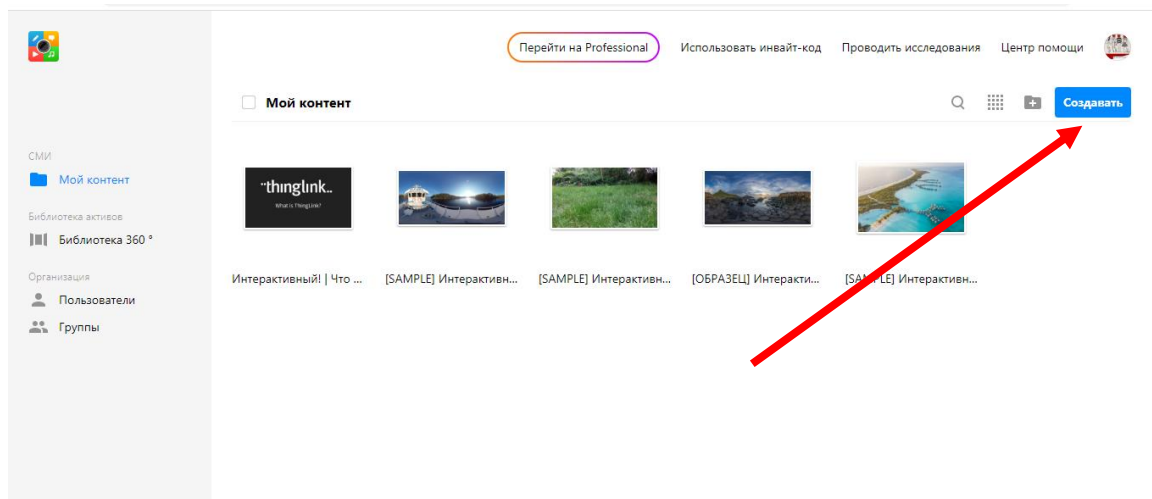 Перейти на Professional Использовать инвайт-код Проводить исследования Центр помощи
Мой контент Создавать
СМИ
Мой контент
Библиотека активов
Библиотека 360 °
Организация
Пользователи
Группы
¨thınglınk..
What is ThingLink?
Интерактивный! | Что ... [SAMPLE] Интерактивн... [SAMPLE] Интерактивн... [ОБРАЗЕЦ] Интеракти... [SAMPLE] Интерактивн...